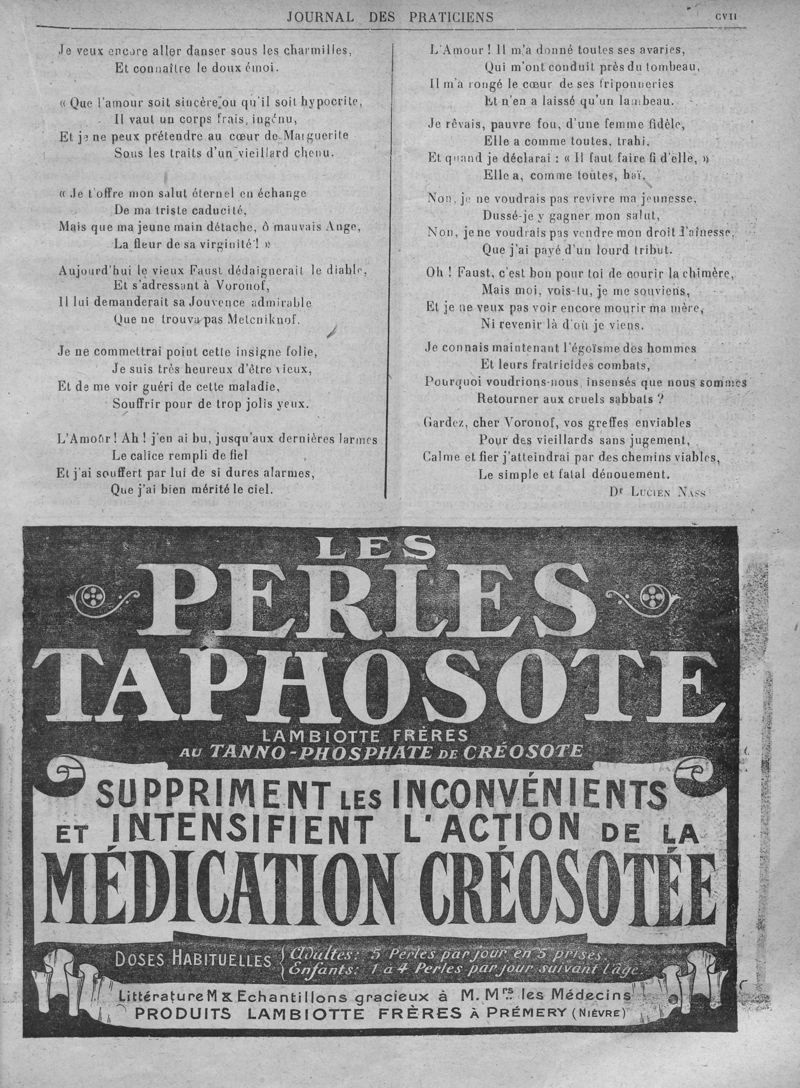 JOURNAL DES PRATICIENS
CVII
Je veux encore aller danser sous les charmilles,
Et connaître le doux émoi.
« Que l'amour soit sincère ou qu'il soit hypocrite,
Il vaut un corps frais, ingénu,
Et je ne peux prétendre au cœur de Marguerite
Sous les traits d'un vieillard chenu.
« Je t'offre mon salut éternel en échange
De ma triste caducité,
Mais que ma jeune main détache, ô mauvais Ange,
La fleur de sa virginité ! »
Aujourd'hui le vieux Faust dédaignerait le diable,
Et s'adressant à Voronof,
Il lui demanderait sa Jouvence admirable
Que ne trouva pas Metchnikof.
Je ne commettrai point cette insigne folie,
Je suis très heureux d'être vieux,
Et de me voir guéri de cette maladie,
Souffrir pour de trop jolis yeux.
L'Amour ! Ah ! j'en ai bu, jusqu'aux dernières larmes
Le calice rempli de fiel
Et j'ai souffert par lui de si dures alarmes,
Que j'ai bien mérité le ciel.
L'Amour ! Il m'a donné toutes ses avaries,
Qui m'ont conduit près du tombeau,
Il m'a rongé le cœur de ses friponneries
Et n'en a laissé qu'un lambeau.
Je rêvais, pauvre fou, d'une femme fidèle,
Elle a comme toutes, trahi.
Et quand je déclarai : « Il faut faire fi d'elle, »
Elle a, comme toutes, haï.
Non, je ne voudrais pas revivre ma jeunesse,
Dussé-je y gagner mon salut,
Non, je ne voudrais pas vendre mon droit l'aînesse,
Que j'ai payé d'un lourd tribut.
Oh ! Faust, c'est bon pour toi de courir la chimère,
Mais moi, vois-tu, je me souviens,
Et je ne veux pas voir encore mourir ma mère,
Ni revenir là d'où je viens.
Je connais maintenant l'égoïsme des hommes
Et leurs fratricides combats,
Pourquoi voudrions-nous, insensés que nous sommes
Retourner aux cruels sabbats ?
Gardez, cher Voronof, vos greffes enviables
Pour des vieillards sans jugement,
Calme et fier j'atteindrai par des chemins viables,
Le simple et fatal dénouement.
Dr LUCIEN NASS
LES
PERLES
TAPHOSOTE
LAMBIOTTE FRÈRES
AU TANNO-PHOSPHATE DE CRÉOSOTE
SUPPRIMENT LES INCONVÉNIENTS
ET INTENSIFIENT L'ACTION DE LA
MÉDICATION CRÉOSOTÉE
DOSES HABITUELLES
Adultes: 5 Perles par jour en 5 prises
Enfants: 1 à 4 Perles par jour suivant l'âge.
Littérature & Echantillons gracieux à M. Mrs les Médecins
PRODUITS LAMBIOTTE FRÈRES À PRÉMERY (NIÈVRE)